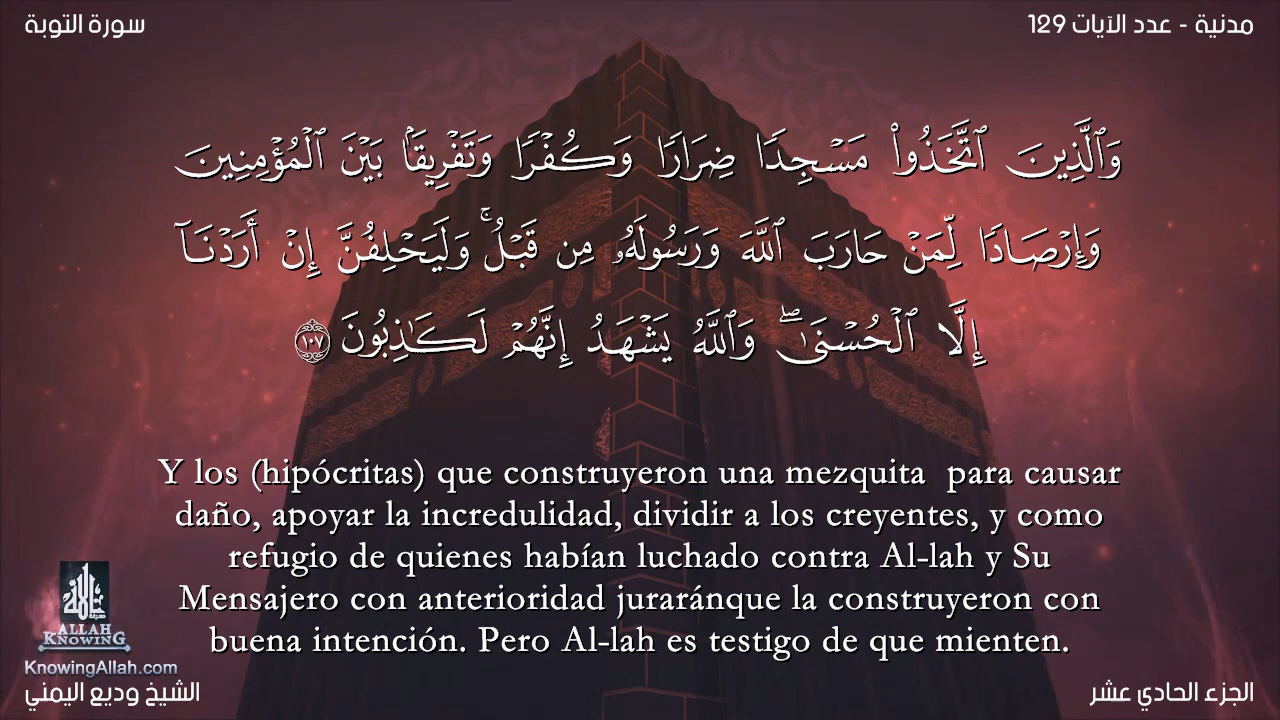 سورة التوبة
مدنية - عدد الآيات 129
وَٱلَّذِينَ ٱتَّخَذُوا۟ مَسْجِدًا ضِرَارًا وَكُفْرًا وَتَفْرِيقًۢا بَيْنَ ٱلْمُؤْمِنِينَ
وَإِرْصَادًا لِّمَنْ حَارَبَ ٱللَّهَ وَرَسُولَهُۥ مِن قَبْلُ ۚ وَلَيَحْلِفُنَّ إِنْ أَرَدْنَآ
إِلَّا ٱلْحُسْنَىٰ ۖ وَٱللَّهُ يَشْهَدُ إِنَّهُمْ لَكَـٰذِبُونَ ١٠٧
Y los (hipócritas) que construyeron una mezquita  para causar
daño, apoyar la incredulidad, dividir a los creyentes, y como
refugio de quienes habían luchado contra Al-lah y Su
Mensajero con anterioridad juraránque la construyeron con
buena intención. Pero Al-lah es testigo de que mienten.
ALLAH
KNOWING
KnowingAllah.com
الشيخ وديع اليمني
الجزء الحادي عشر